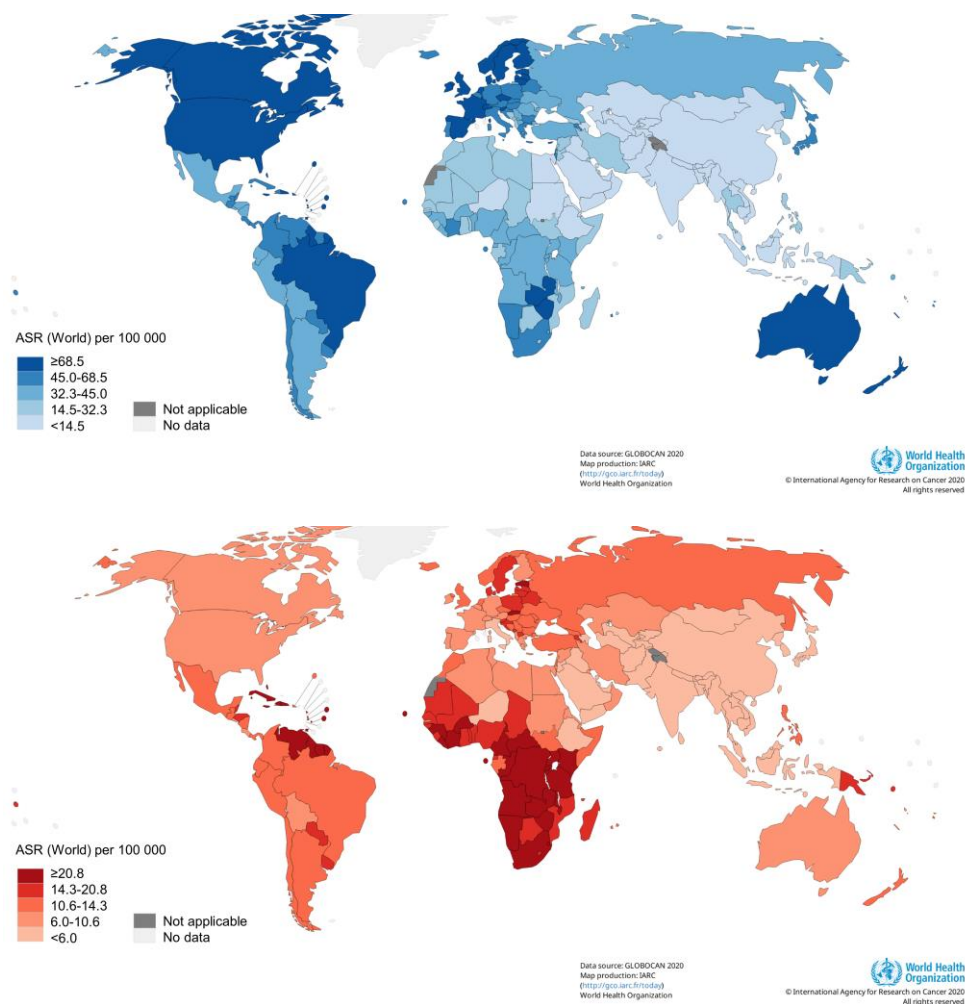 ASR (World) per 100 000
≥68.5
45.0-68.5
32.3-45.0
14.5-32.3
<14.5
Not applicable
No data
Data source: GLOBOCAN 2020
Map production: IARC
(http://gco.iarc.fr/today)
World Health Organization
World Health
Organization
© International Agency for Research on Cancer 2020
All rights reserved
ASR (World) per 100 000
≥20.8
14.3-20.8
10.6-14.3
6.0-10.6
<6.0
Not applicable
No data
Data source: GLOBOCAN 2020
Map production: IARC
(http://gco.iarc.fr/today)
World Health Organization
World Health
Organization
© International Agency for Research on Cancer 2020
All rights reserved